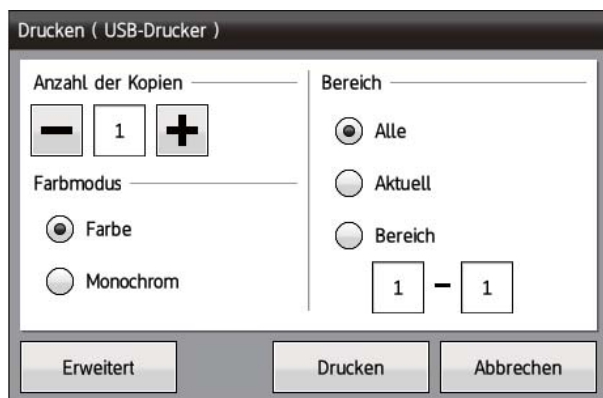 Drucken ( USB-Drucker )
Anzahl der Kopien
1
Farbmodus
Farbe
Monochrom
Bereich
Alle
Aktuell
Bereich
1 – 1
Erweitert
Drucken
Abbrechen